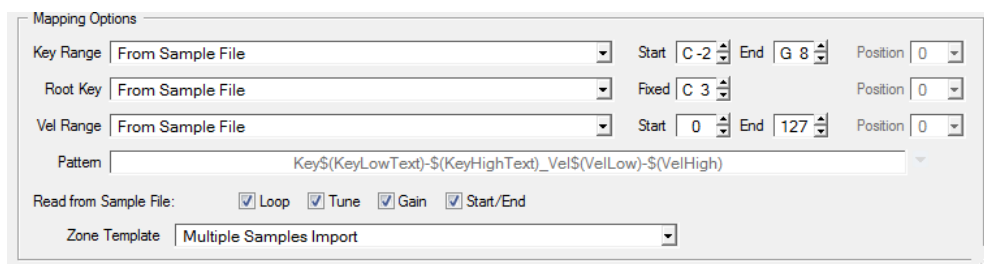 Mapping Options
Key Range From Sample File Start C -2 End G 8 Position 0
Root Key From Sample File Fixed C 3 Position 0
Vel Range From Sample File Start 0 End 127 Position 0
Pattern Key$(KeyLowText)-$(KeyHighText)_Vel$(VelLow)-$(VelHigh)
Read from Sample File: Loop Tune Gain Start/End
Zone Template Multiple Samples Import